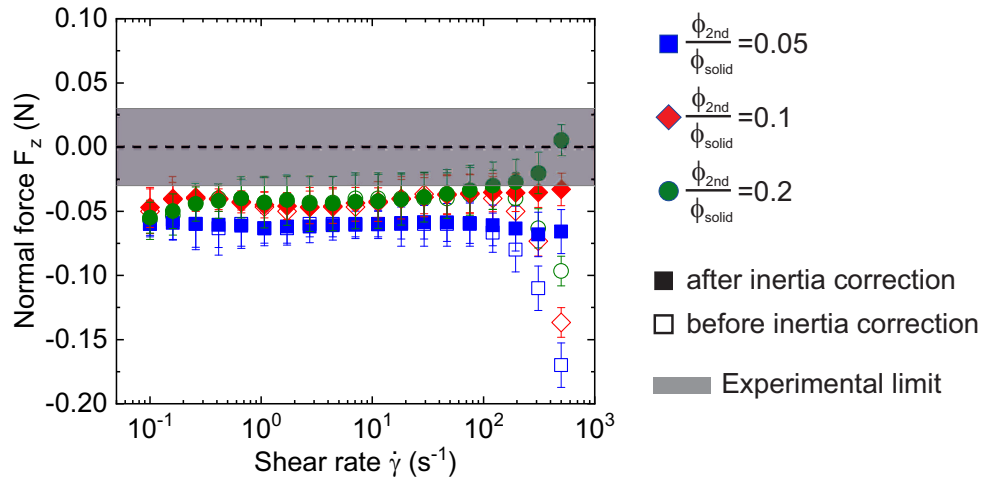 0.10
0.05
0.00
-0.05
-0.10
-0.15
-0.20
Normal force F_z (N)
10^-1
10^0
10^1
10^2
10^3
Shear rate γ̇ (s^-1)
ϕ_2nd
ϕ_solid
=0.05
ϕ_2nd
ϕ_solid
=0.1
ϕ_2nd
ϕ_solid
=0.2
after inertia correction
before inertia correction
Experimental limit